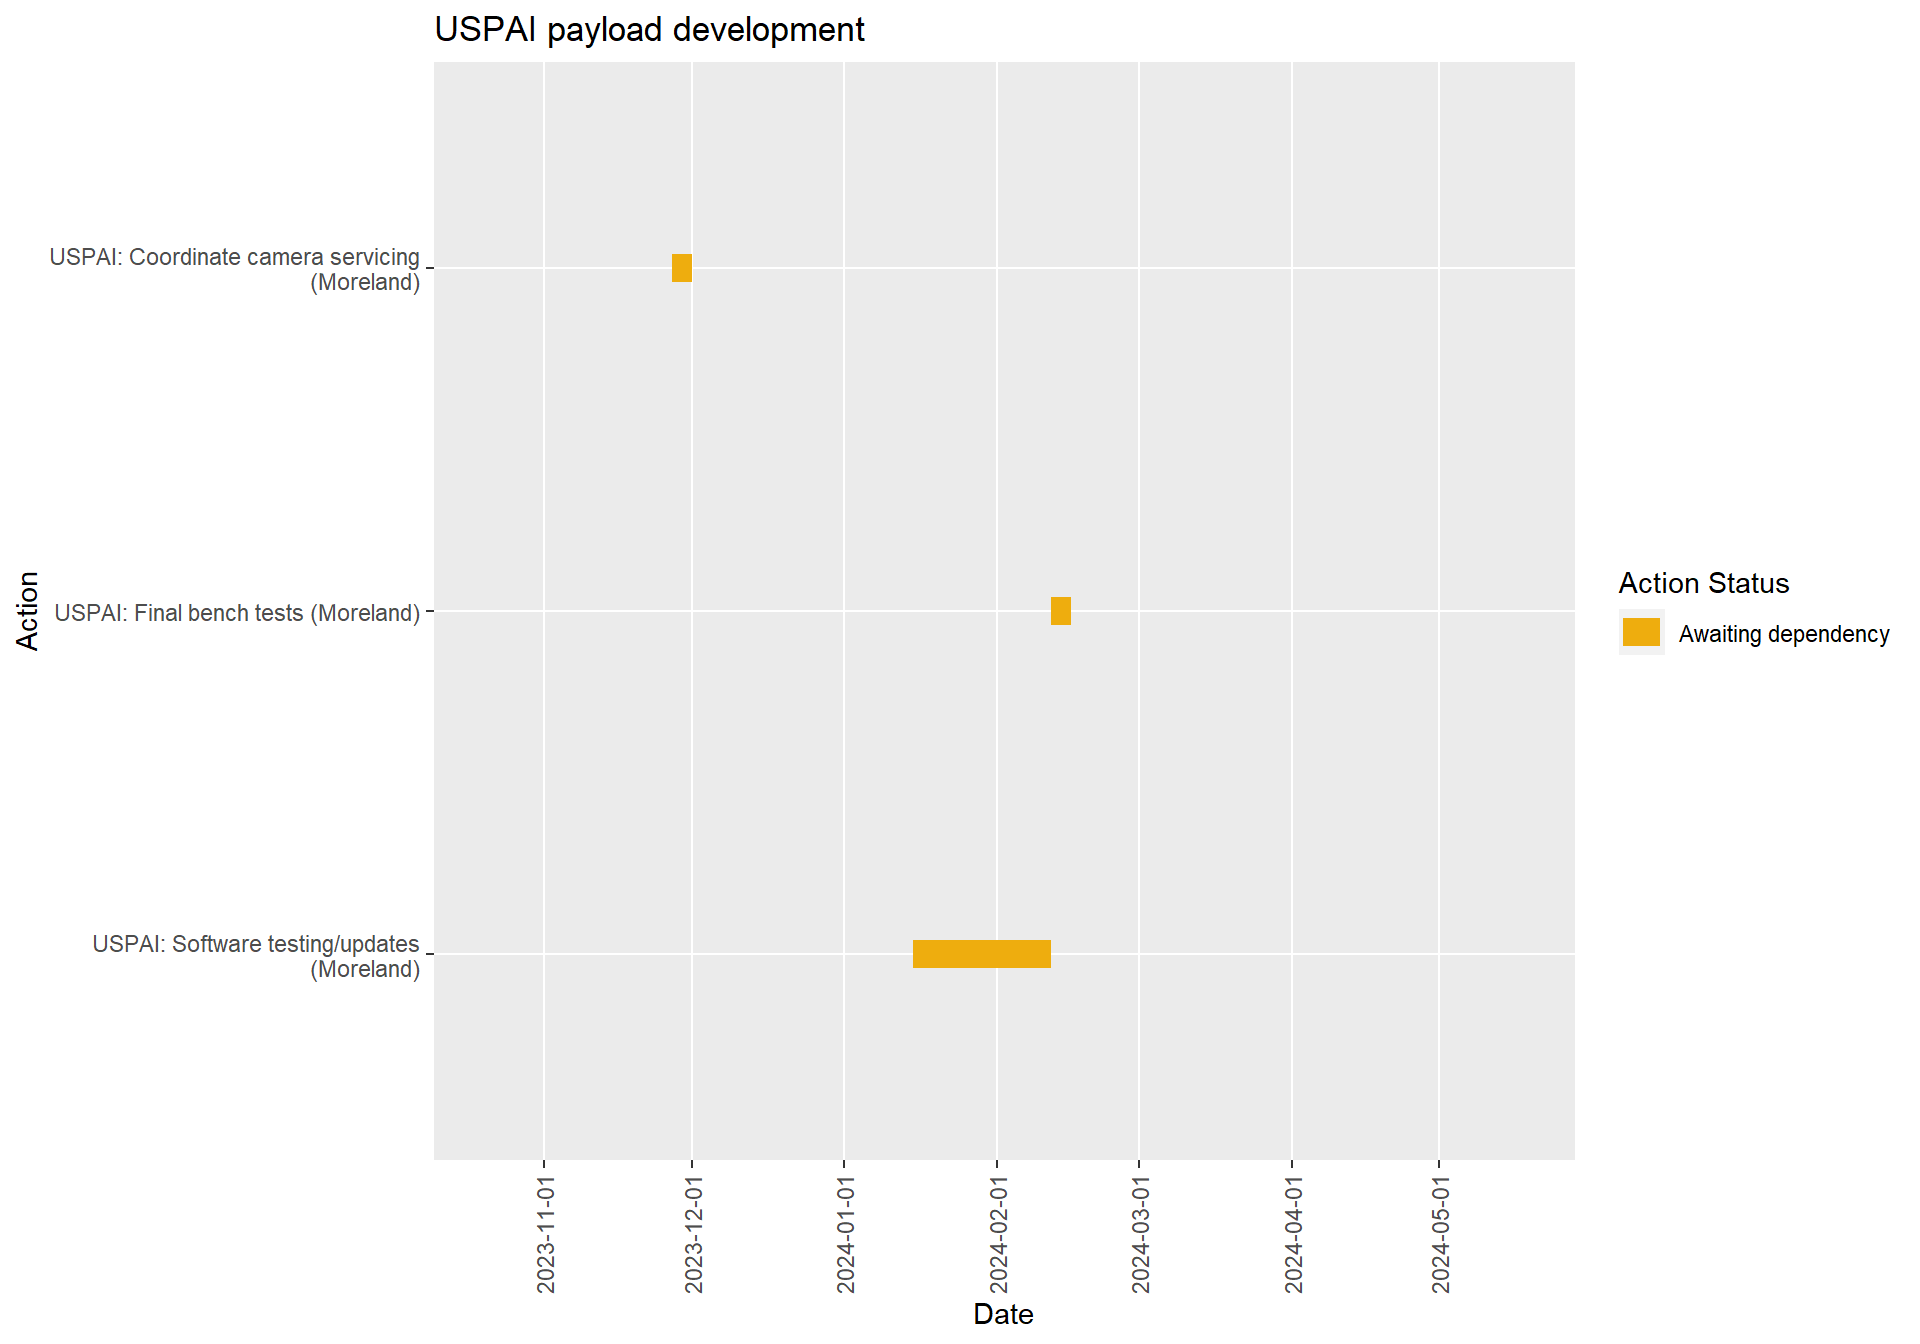 USPAI payload development
Action
USPAI: Coordinate camera servicing
(Moreland)
USPAI: Final bench tests (Moreland)
USPAI: Software testing/updates
(Moreland)
2023-11-01
2023-12-01
2024-01-01
2024-02-01
2024-03-01
2024-04-01
2024-05-01
Date
Action Status
Awaiting dependency